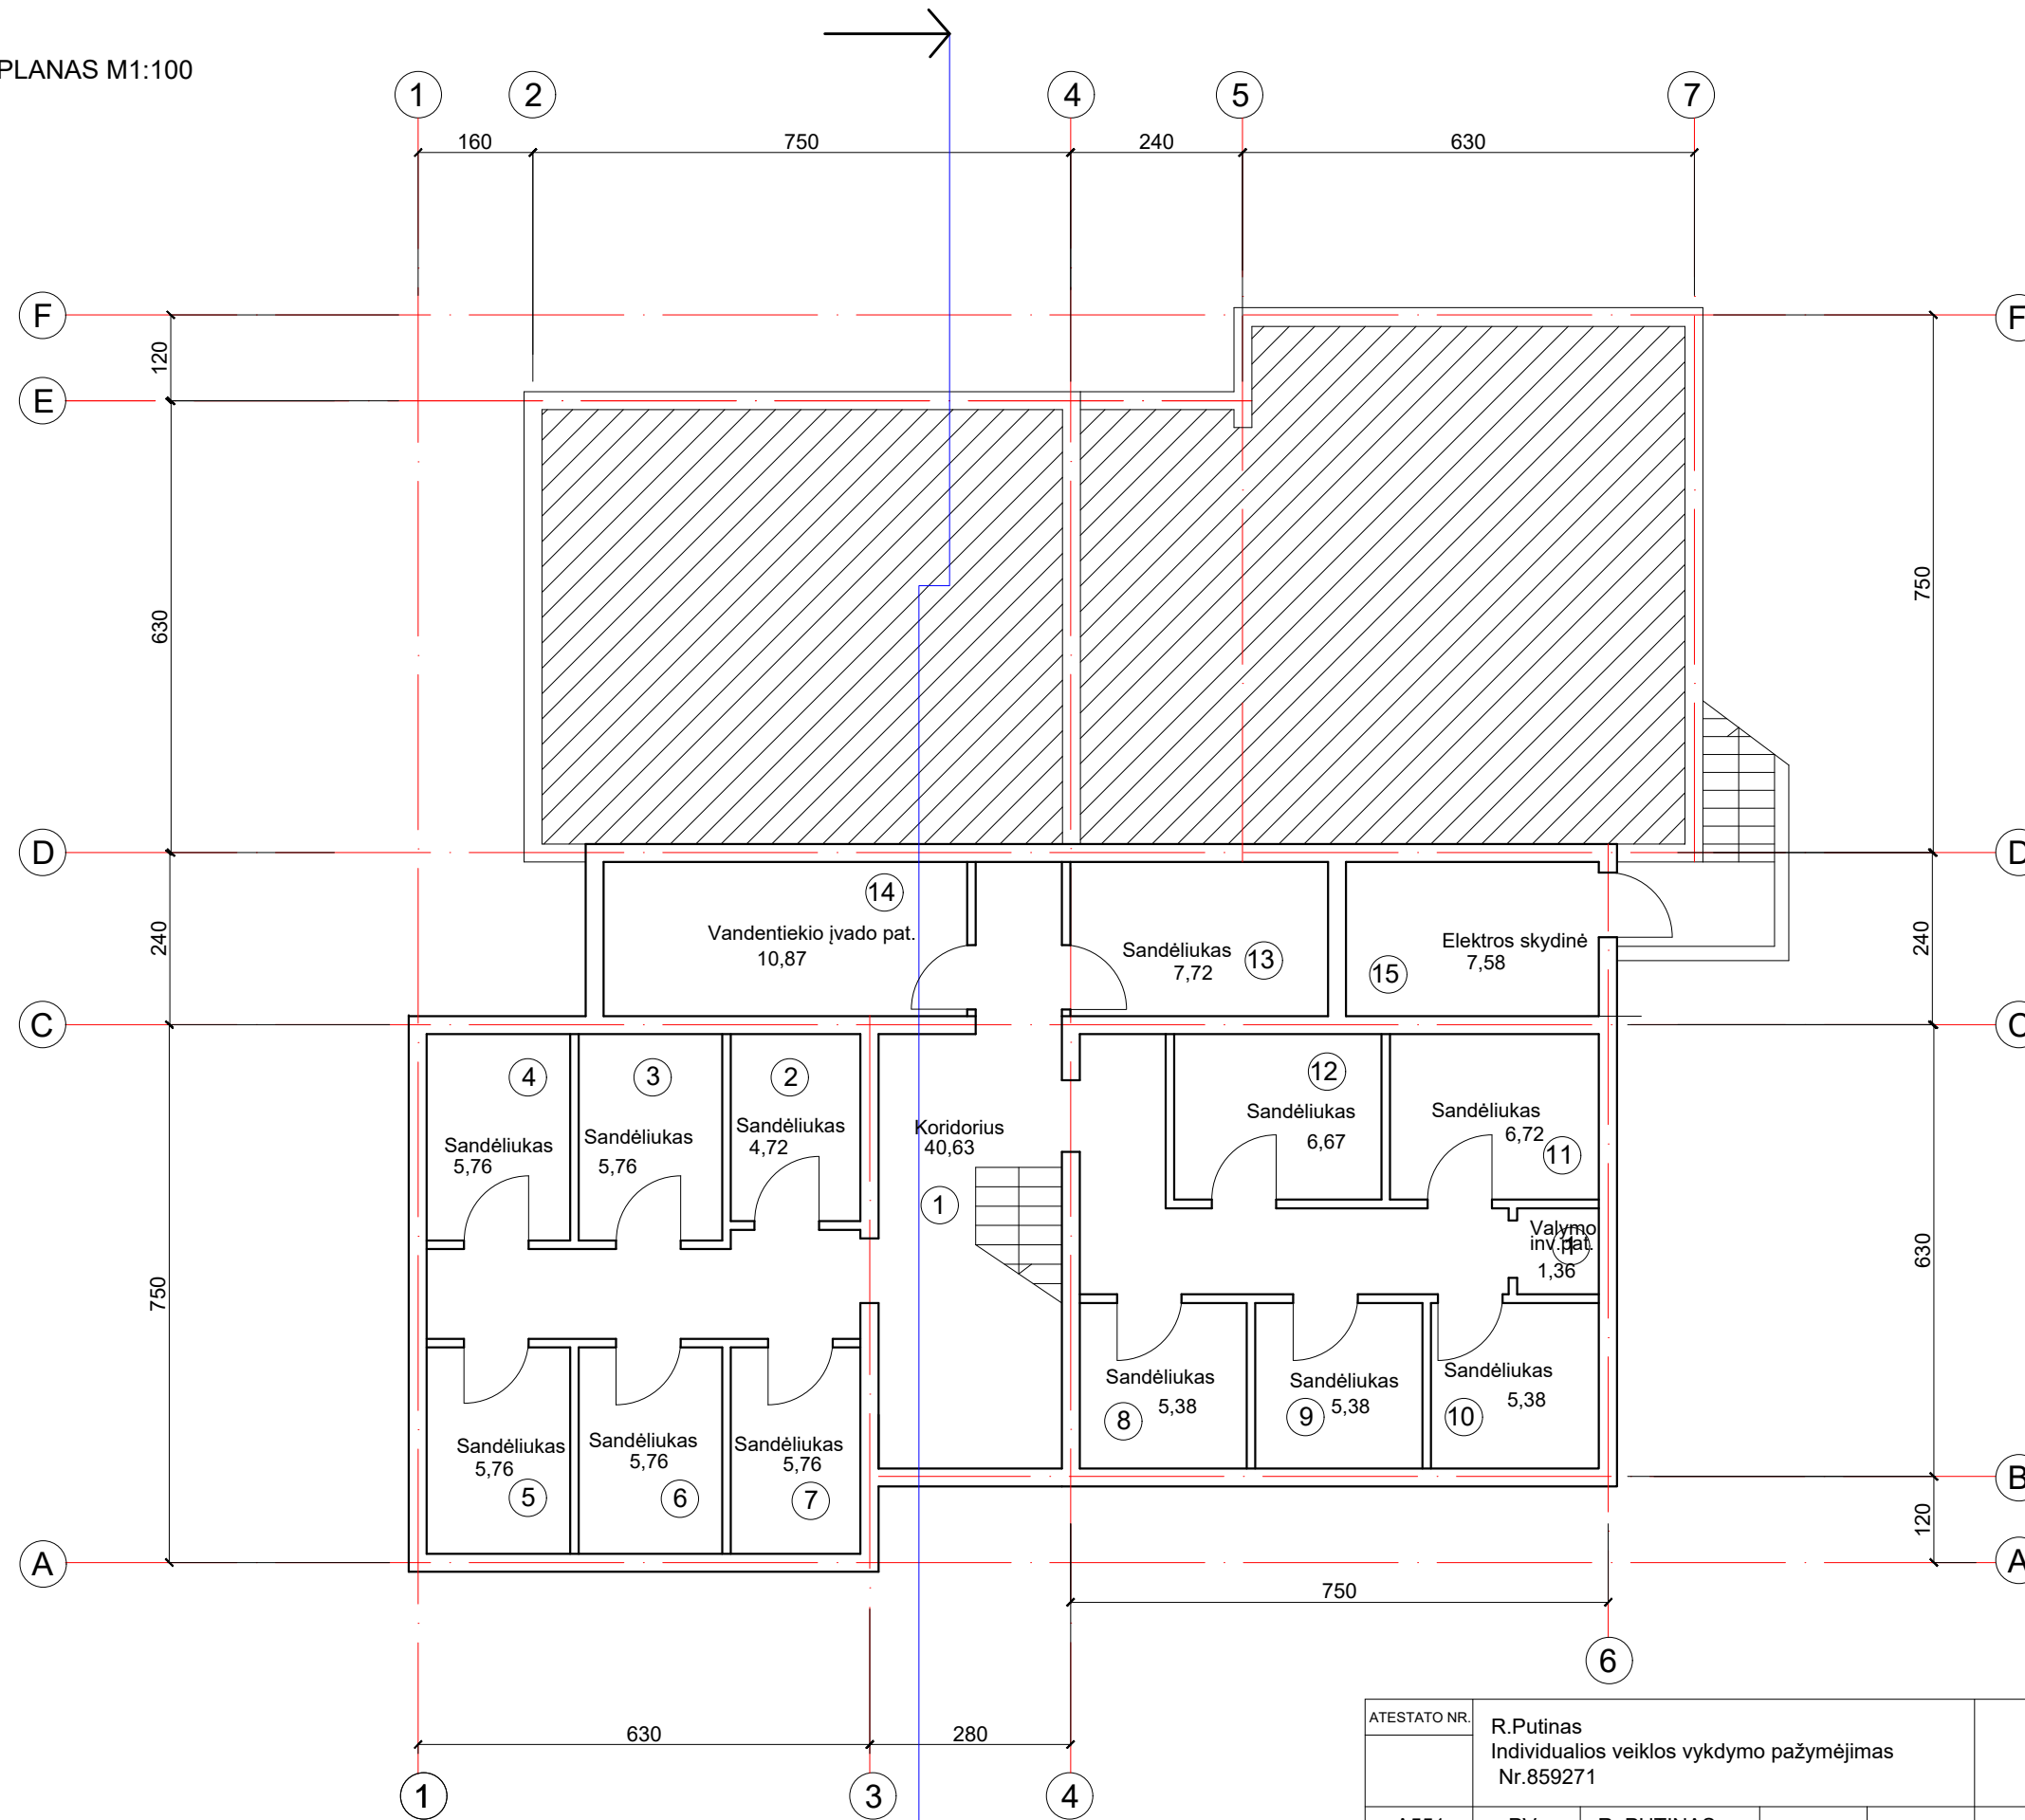 PLANAS M1:100
1
2
4
5
7
160
750
240
630
F
F
120
E
630
750
D
D
14
Vandentiekio įvado pat.
10,87
Sandėliukas
7,72
13
Elektros skydinė
7,58
15
240
240
C
C
4
3
2
12
Sandėliukas
5,76
Sandėliukas
5,76
Sandėliukas
4,72
Koridorius
40,63
1
Sandėliukas
6,67
Sandėliukas
6,72
11
Valymo
inv.pat.
1,36
750
630
Sandėliukas
5,38
8
Sandėliukas
5,38
9
Sandėliukas
5,38
10
Sandėliukas
5,76
5
Sandėliukas
5,76
6
Sandėliukas
5,76
7
B
120
A
A
750
6
630
280
1
3
4
ATESTATO NR.
R.Putinas
Individualios veiklos vykdymo pažymėjimas
Nr.859271